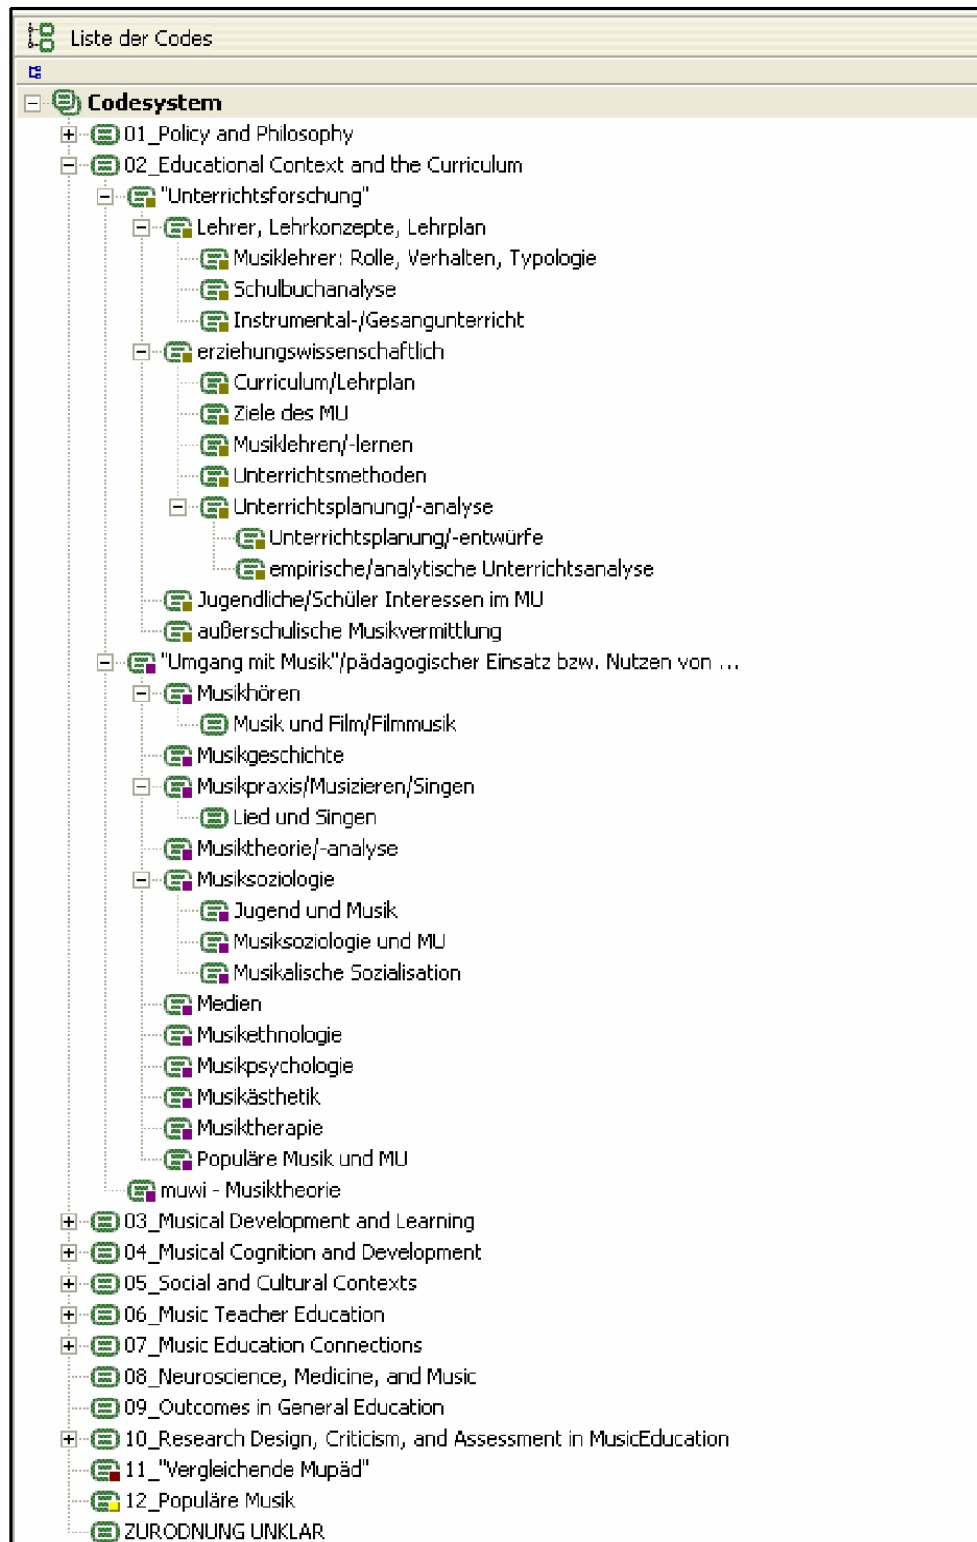 Liste der Codes
Codesystem
01_Policy and Philosophy
02_Educational Context and the Curriculum
"Unterrichtsforschung"
Lehrer, Lehrkonzepte, Lehrplan
Musiklehrer: Rolle, Verhalten, Typologie
Schulbuchanalyse
Instrumental-/Gesangunterricht
erziehungswissenschaftlich
Curriculum/Lehrplan
Ziele des MU
Musiklehren/-lernen
Unterrichtsmethoden
Unterrichtsplanung/-analyse
Unterrichtsplanung/-entwürfe
empirische/analytische Unterrichtsanalyse
Jugendliche/Schüler Interessen im MU
außerschulische Musikvermittlung
"Umgang mit Musik"/pädagogischer Einsatz bzw. Nutzen von ...
Musikhören
Musik und Film/Filmmusik
Musikgeschichte
Musikpraxis/Musizieren/Singen
Lied und Singen
Musiktheorie/-analyse
Musiksoziologie
Jugend und Musik
Musiksoziologie und MU
Musikalische Sozialisation
Medien
Musikethnologie
Musikpsychologie
Musikästhetik
Musiktherapie
Populäre Musik und MU
muwi - Musiktheorie
03_Musical Development and Learning
04_Musical Cognition and Development
05_Social and Cultural Contexts
06_Music Teacher Education
07_Music Education Connections
08_Neuroscience, Medicine, and Music
09_Outcomes in General Education
10_Research Design, Criticism, and Assessment in MusicEducation
11_"Vergleichende Mupäd"
12_Populäre Musik
ZURODNUNG UNKLAR